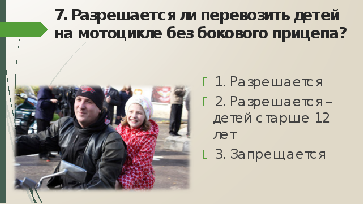 7. Разрешается ли перевозить детей
на мотоцикле без бокового прицепа?
1. Разрешается
2. Разрешается –
детей старше 12
лет
3. Запрещается